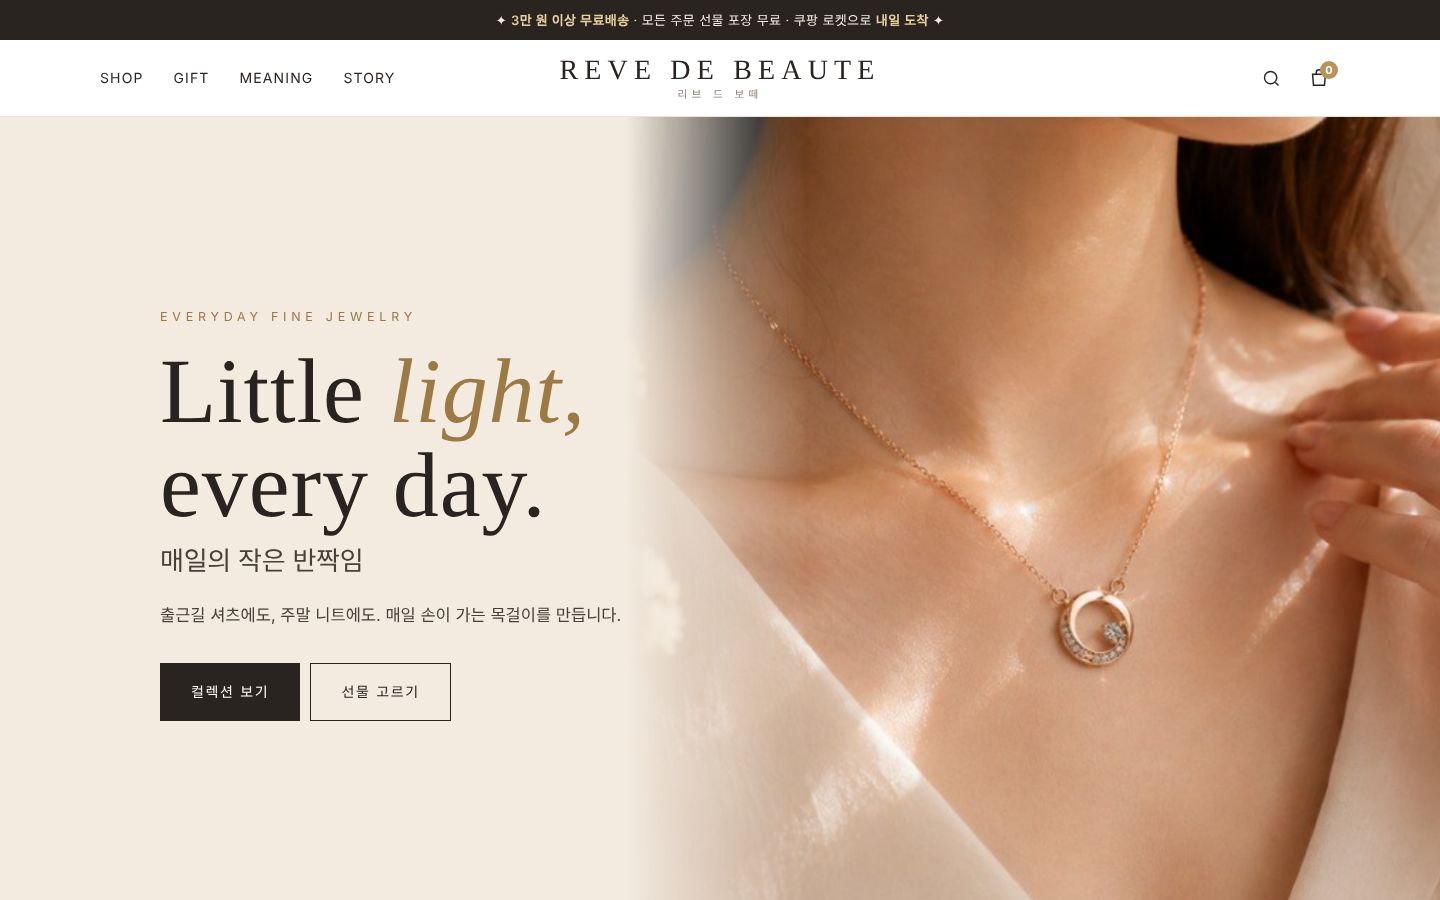 ✦ 3만 원 이상 무료배송 · 모든 주문 선물 포장 무료 · 쿠팡 로켓으로 내일 도착 ✦
SHOP GIFT MEANING STORY
REVE DE BEAUTE
리브 드 보떼
0
EVERYDAY FINE JEWELRY
Little light,
every day.
매일의 작은 반짝임
출근길 셔츠에도, 주말 니트에도. 매일 손이 가는 목걸이를 만듭니다.
컬렉션 보기 선물 고르기